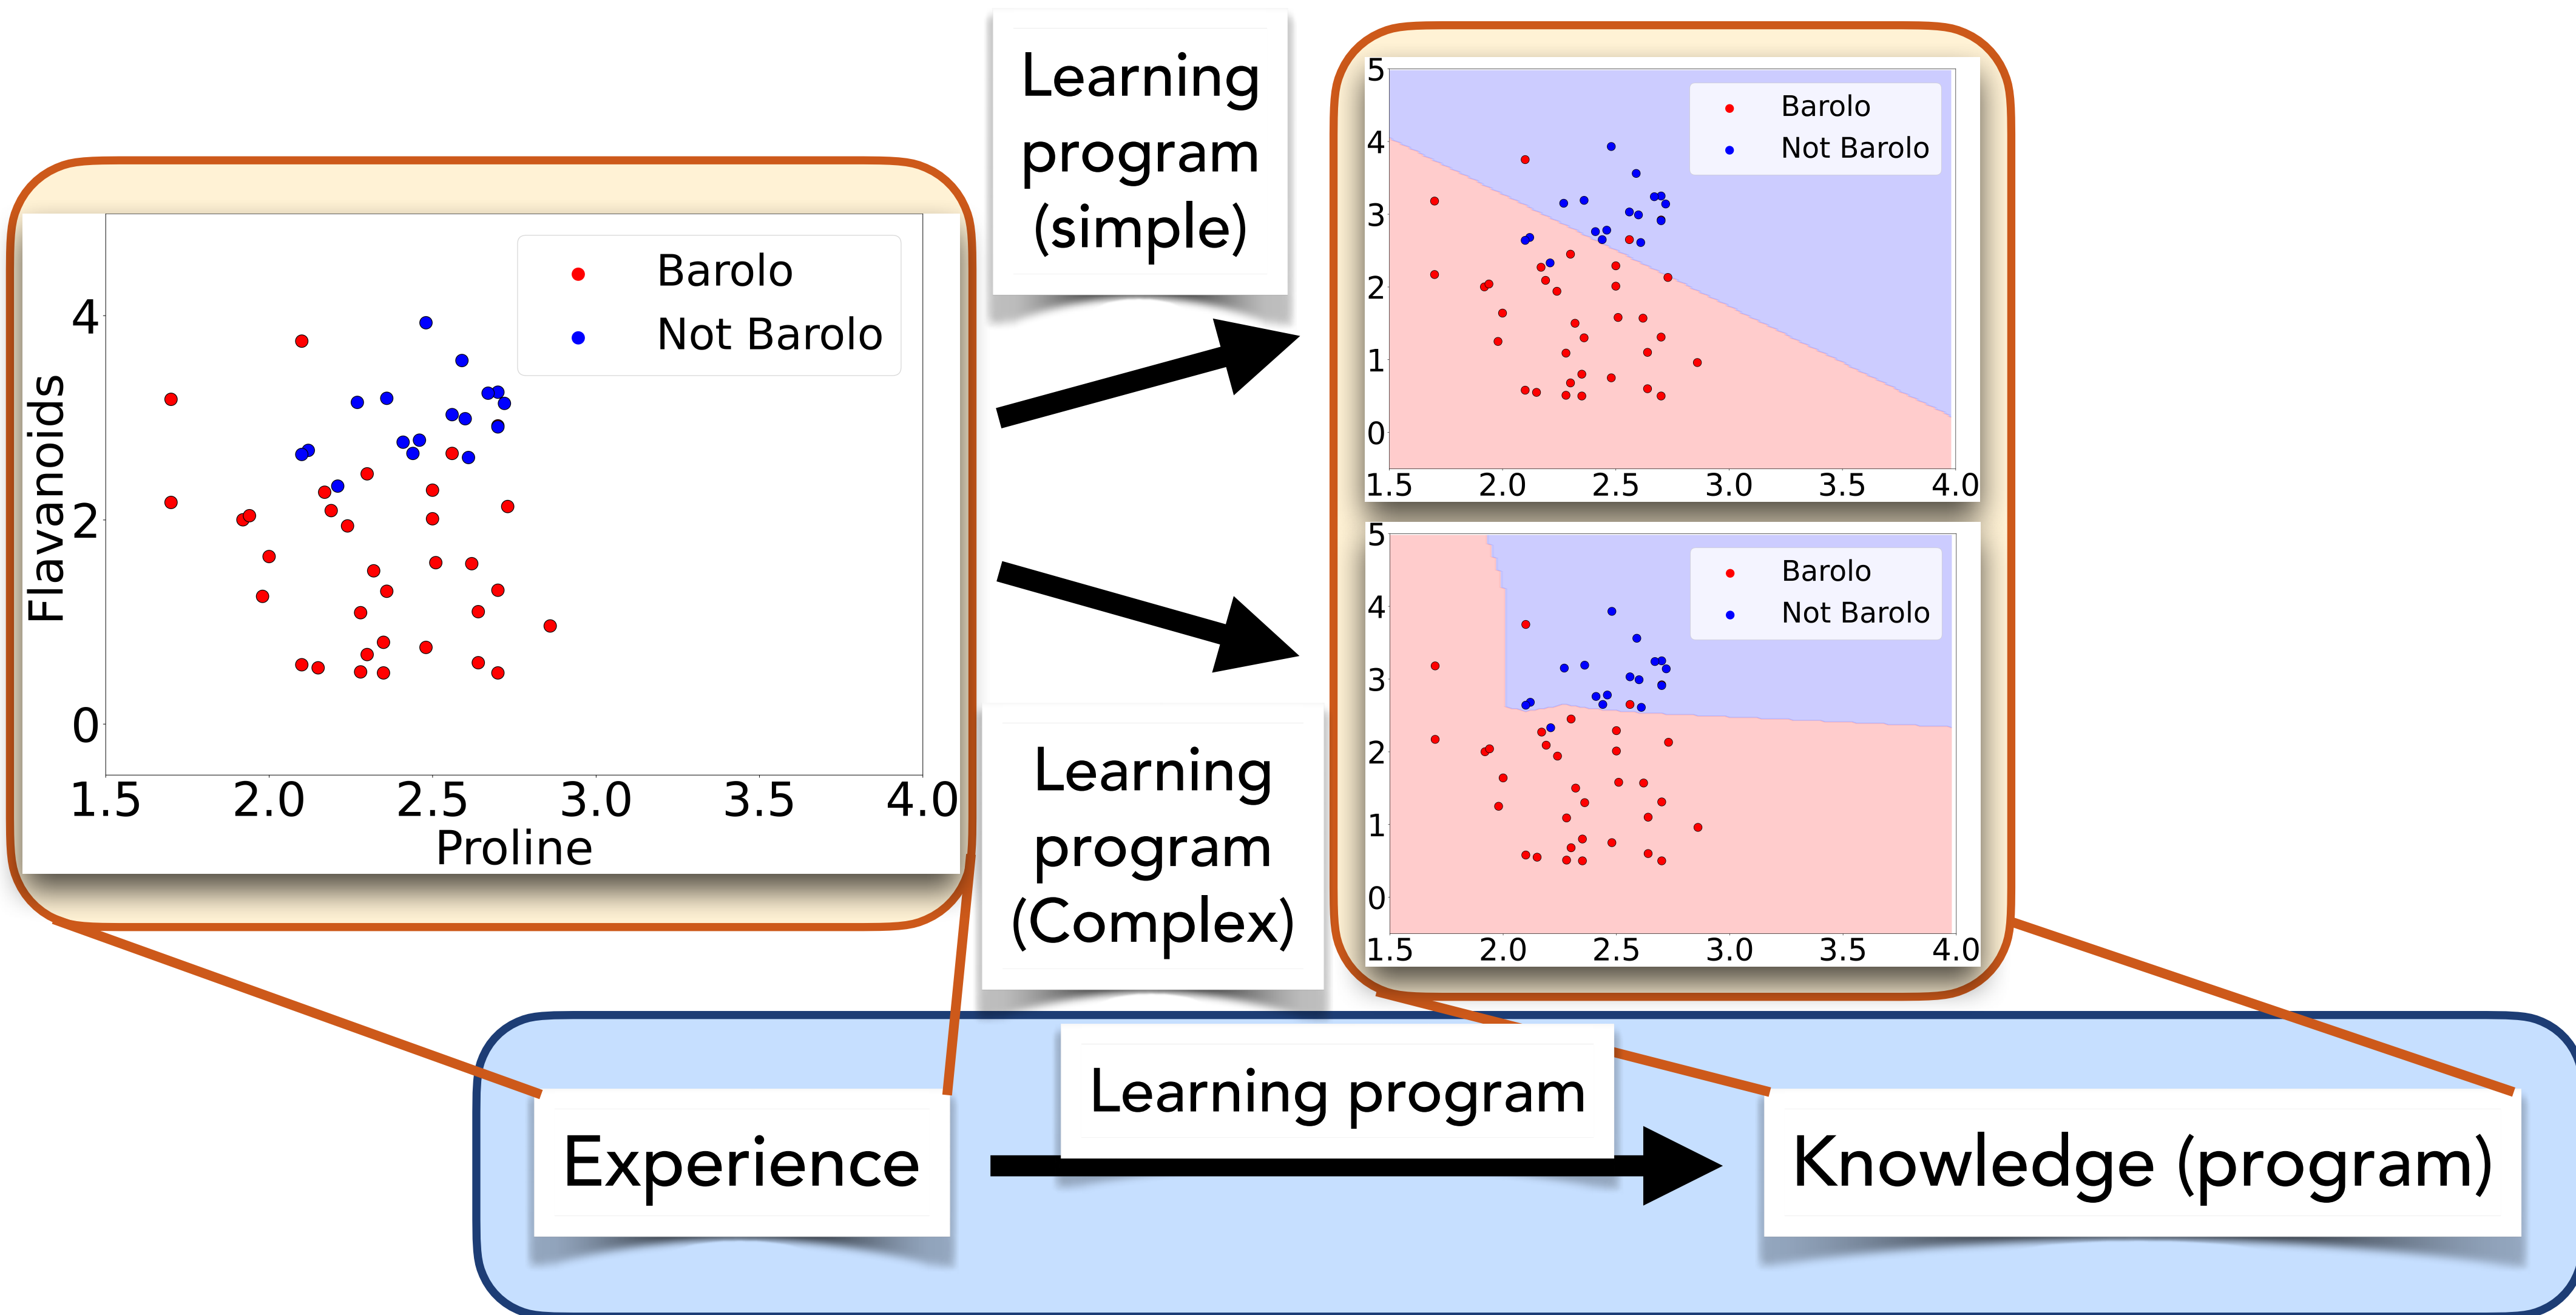 Learning
program
(simple)
Barolo
Not Barolo
4
2
0
Flavanoids
1.5 2.0 2.5 3.0 3.5 4.0
Proline
5
4
3
2
1
0
Barolo
Not Barolo
1.5 2.0 2.5 3.0 3.5 4.0
Learning
program
(Complex)
5
4
3
2
1
0
Barolo
Not Barolo
1.5 2.0 2.5 3.0 3.5 4.0
Learning program
Experience
Knowledge (program)